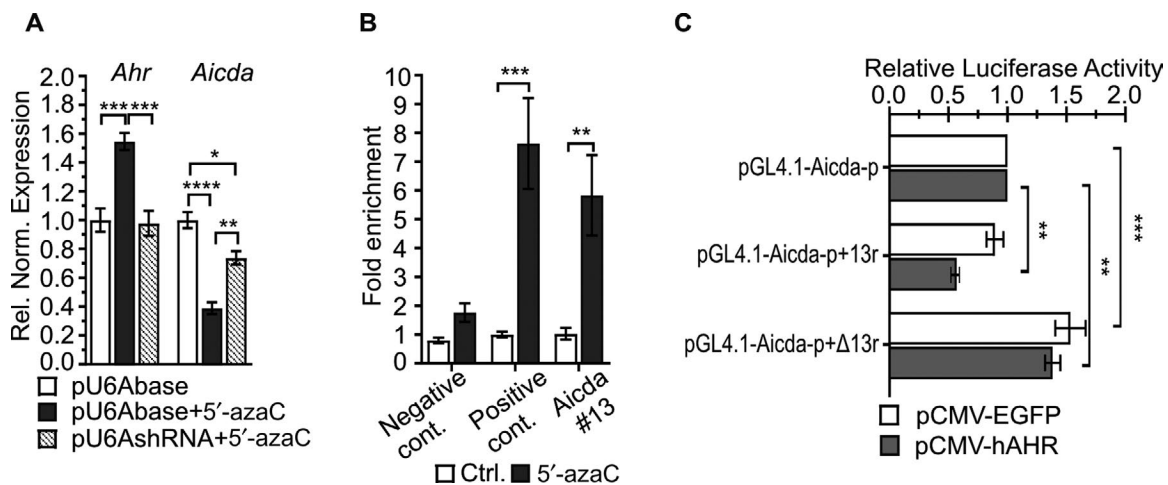 A
Ahr Aicda
Rel. Norm. Expression
2.0
1.8
1.6
1.4
1.2
1.0
0.8
0.6
0.4
0.2
0.0
*** ***
*
****
**
pU6Abase
pU6Abase+5′-azaC
pU6AshRNA+5′-azaC
B
Fold enrichment
10
9
8
7
6
5
4
3
2
1
0
***
**
Negative cont.
Positive cont.
Aicda #13
Ctrl. 5′-azaC
C
Relative Luciferase Activity
0.0 0.5 1.0 1.5 2.0
pGL4.1-Aicda-p
pGL4.1-Aicda-p+13r
pGL4.1-Aicda-p+Δ13r
**
**
***
pCMV-EGFP
pCMV-hAHR